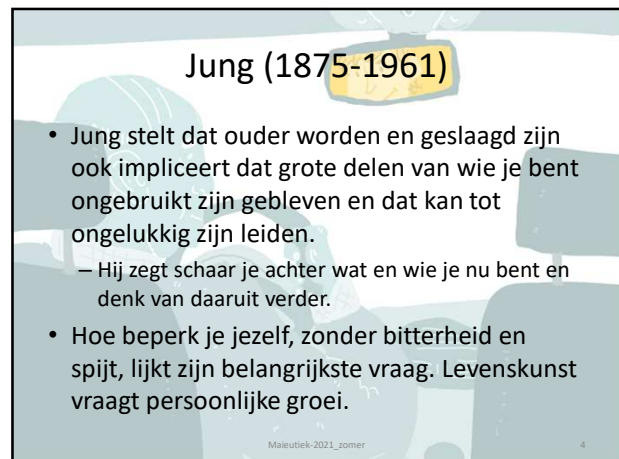 Jung (1875-1961)
• Jung stelt dat ouder worden en geslaagd zijn
ook impliceert dat grote delen van wie je bent
ongebruikt zijn gebleven en dat kan tot
ongelukkig zijn leiden.
– Hij zegt schaar je achter wat en wie je nu bent en
denk van daaruit verder.
• Hoe beperk je jezelf, zonder bitterheid en
spijt, lijkt zijn belangrijkste vraag. Levenskunst
vraagt persoonlijke groei.
Maieutiek-2021_zomer
4